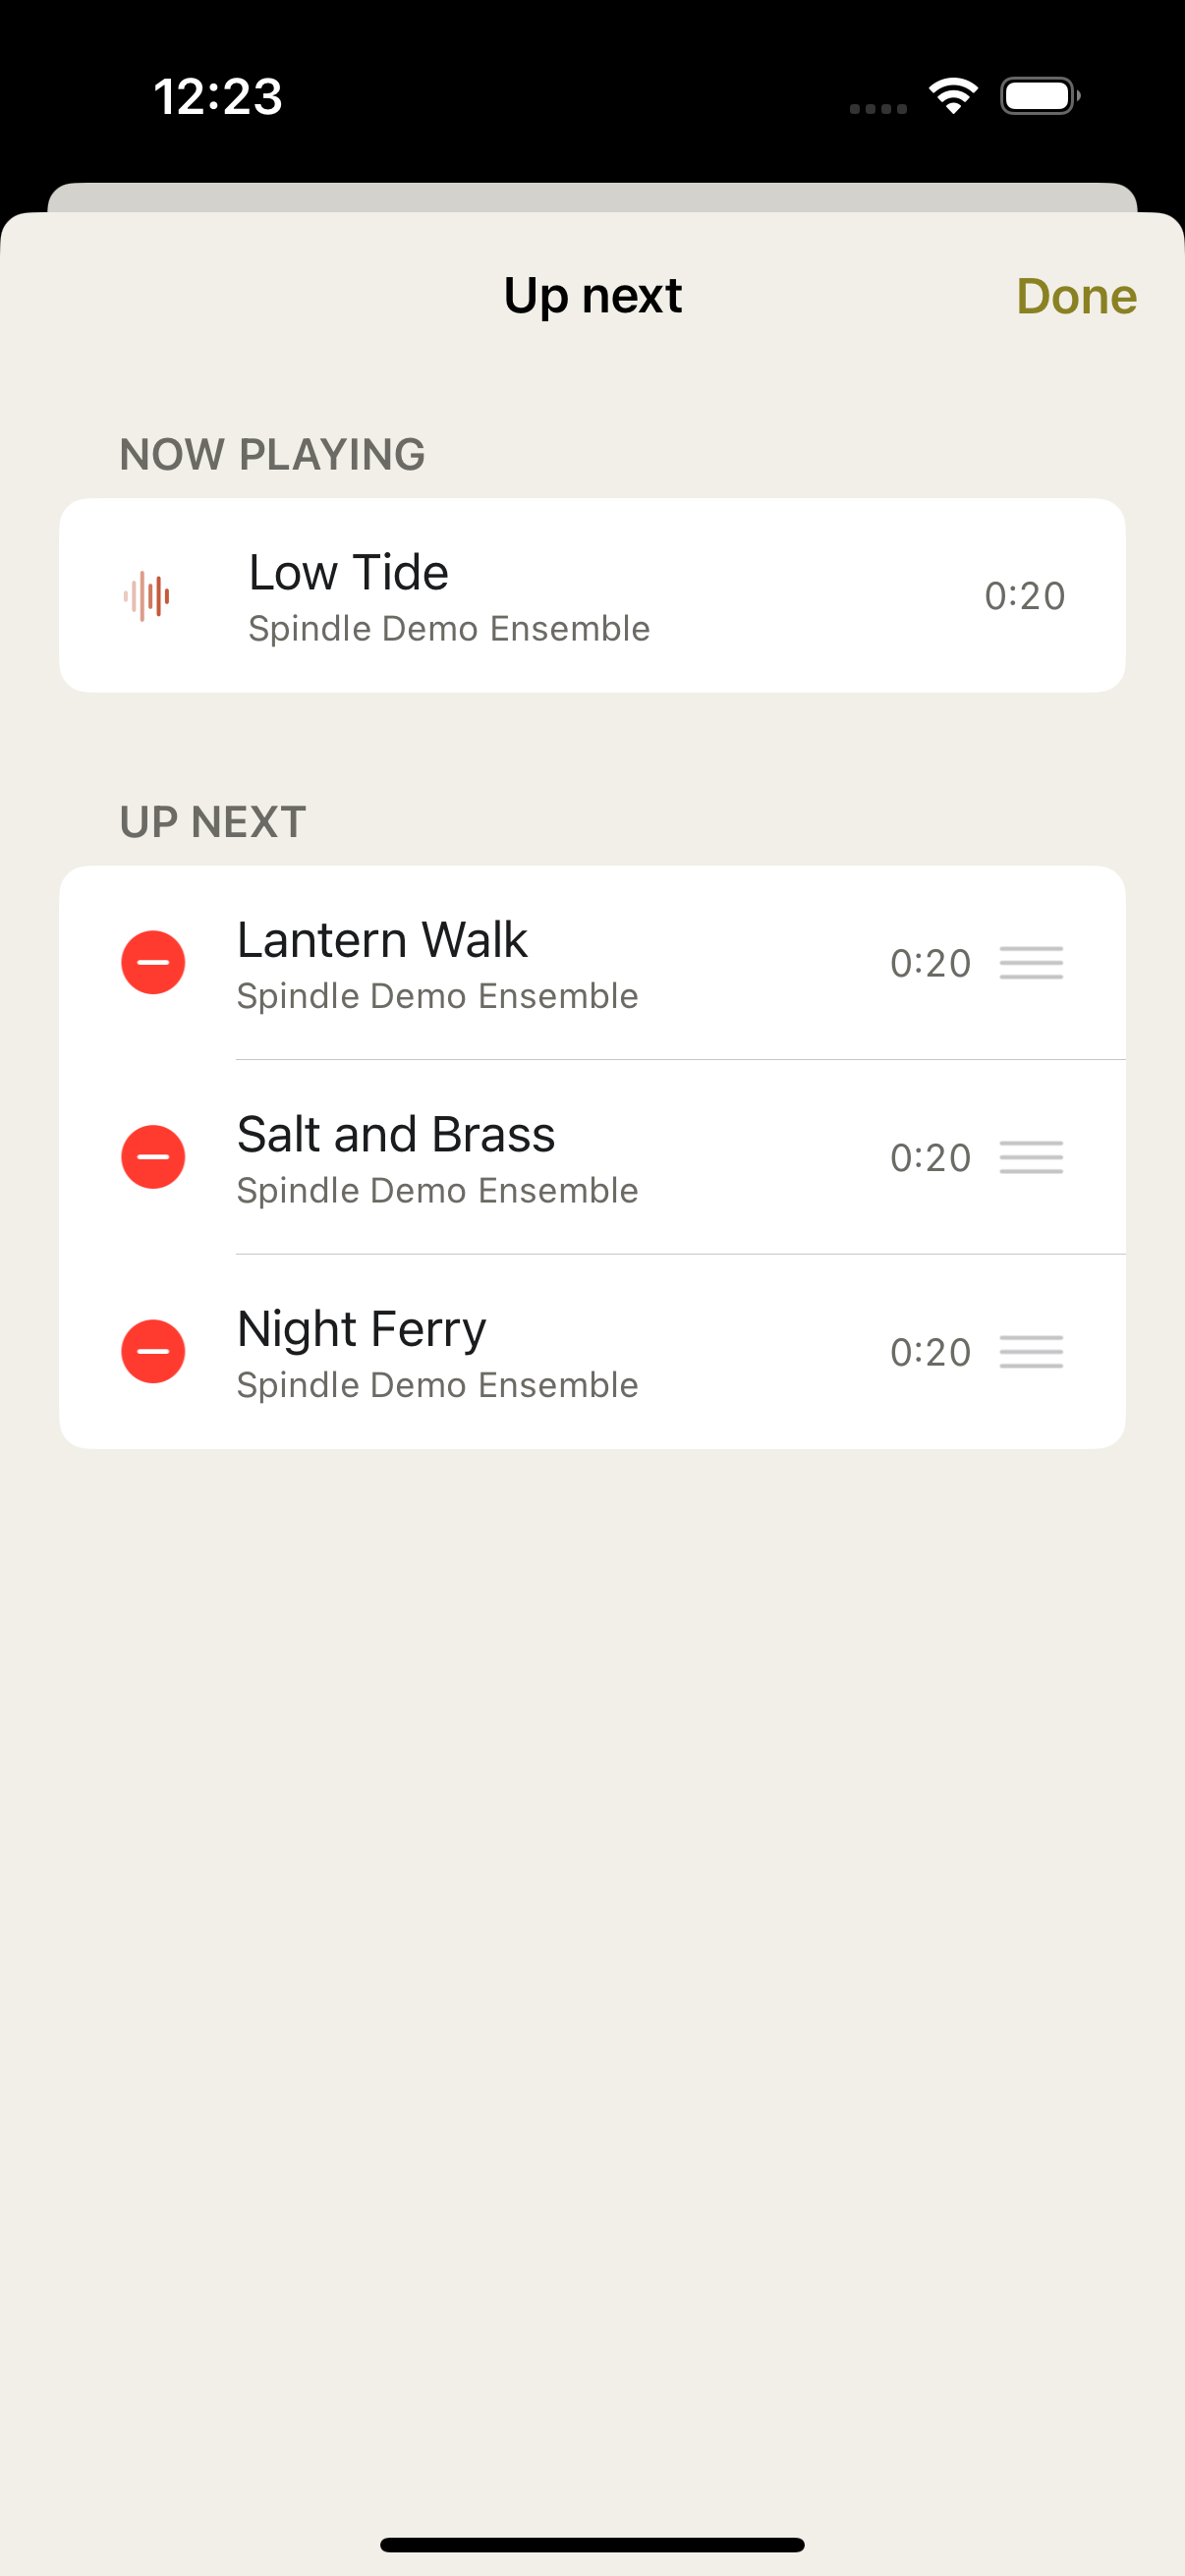 12:23
Up next
Done
NOW PLAYING
Low Tide
Spindle Demo Ensemble
0:20
UP NEXT
Lantern Walk
Spindle Demo Ensemble
0:20
Salt and Brass
Spindle Demo Ensemble
0:20
Night Ferry
Spindle Demo Ensemble
0:20